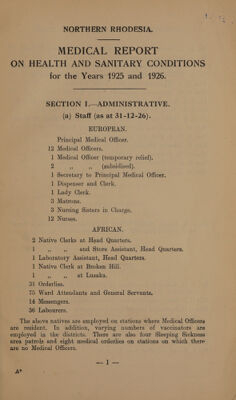 NORTHERN RHODESIA.
MEDICAL REPORT
ON HEALTH AND SANITARY CONDITIONS
for the Years 1925 and 1926.
SECTION I.—ADMINISTRATIVE.
(a) Staff (as at 31-12-26).
EUROPEAN.
Principal Medical Officer.
12 Medical Officers.
1 Medical Officer (temporary relief).
2 „ „ (subsidised).
1 Secretary to Principal Medical Officer.
1 Dispenser and Clerk.
1 Lady Clerk.
3 Matrons.
3 Nursing Sisters in Charge.
12 Nurses.
AFRICAN.
2 Native Clerks at Head Quarters.
1 „ „ and Store Assistant, Head Quarters.
1 Laboratory Assistant, Head Quarters.
1 Native Clerk at Broken Hill.
1 „ „ at Lusaka.
31 Orderlies.
75 Ward Attendants and General Servants.
14 Messengers.
36 Labourers.
The above natives are employed on stations where Medical Officers
are resident. In addition, varying numbers of vaccinators are
employed in the districts. There are also four Sleeping Sickness
area patrols and eight medical orderlies on stations on which there
are no Medical Officers.
— 1 —
A*